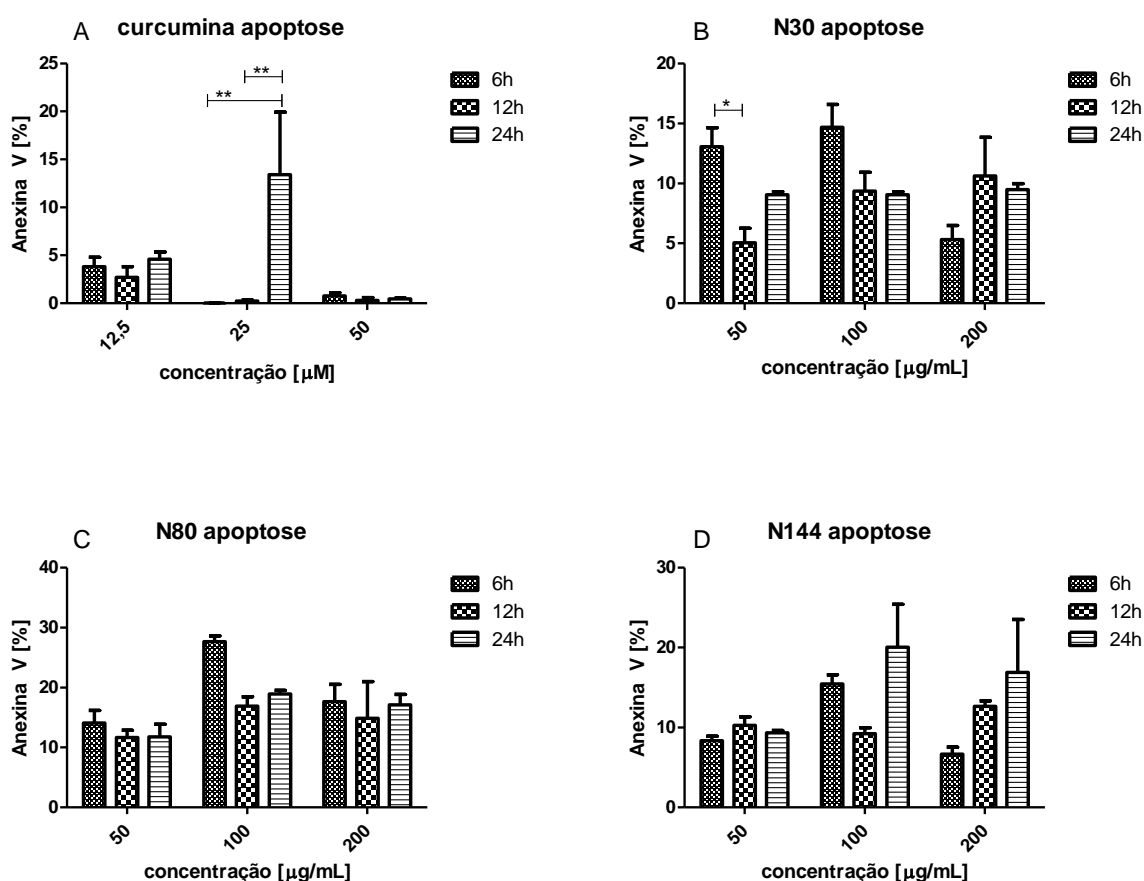 A
curcumina apoptose
Anexina V [%]
25
20
15
10
5
0
**
**
6h
12h
24h
12,5
25
50
concentração [μM]
B
N30 apoptose
Anexina V [%]
20
15
10
5
0
*
6h
12h
24h
50
100
200
concentração [μg/mL]
C
N80 apoptose
Anexina V [%]
40
30
20
10
0
6h
12h
24h
50
100
200
concentração [μg/mL]
D
N144 apoptose
Anexina V [%]
30
20
10
0
6h
12h
24h
50
100
200
concentração [μg/mL]